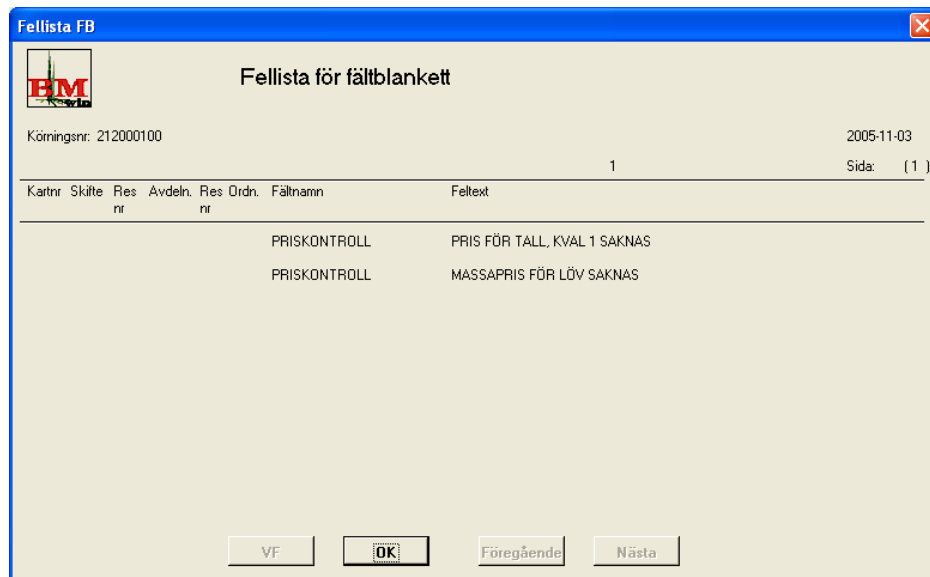 Fellista FB
BM
win
Fellista för fältblankett
Körningsnr: 212000100
2005-11-03
1
Sida: ( 1 )
Kartnr Skifte Res nr Avdeln. Res nr Ordn. Fältnamn Feltext
PRISKONTROLL PRIS FÖR TALL, KVAL 1 SAKNAS
PRISKONTROLL MASSAPRIS FÖR LÖV SAKNAS
VF OK Föregående Nästa